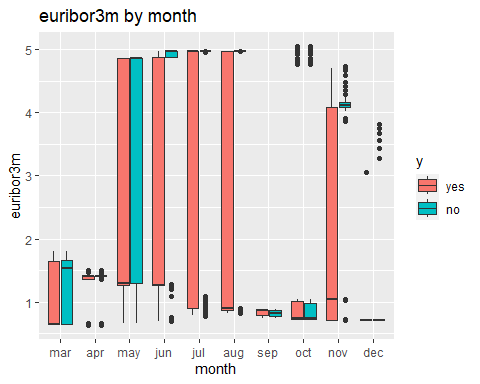 euribor3m by month
5
4
3
2
1
euribor3m
mar apr may jun jul aug sep oct nov dec
month
y
yes
no